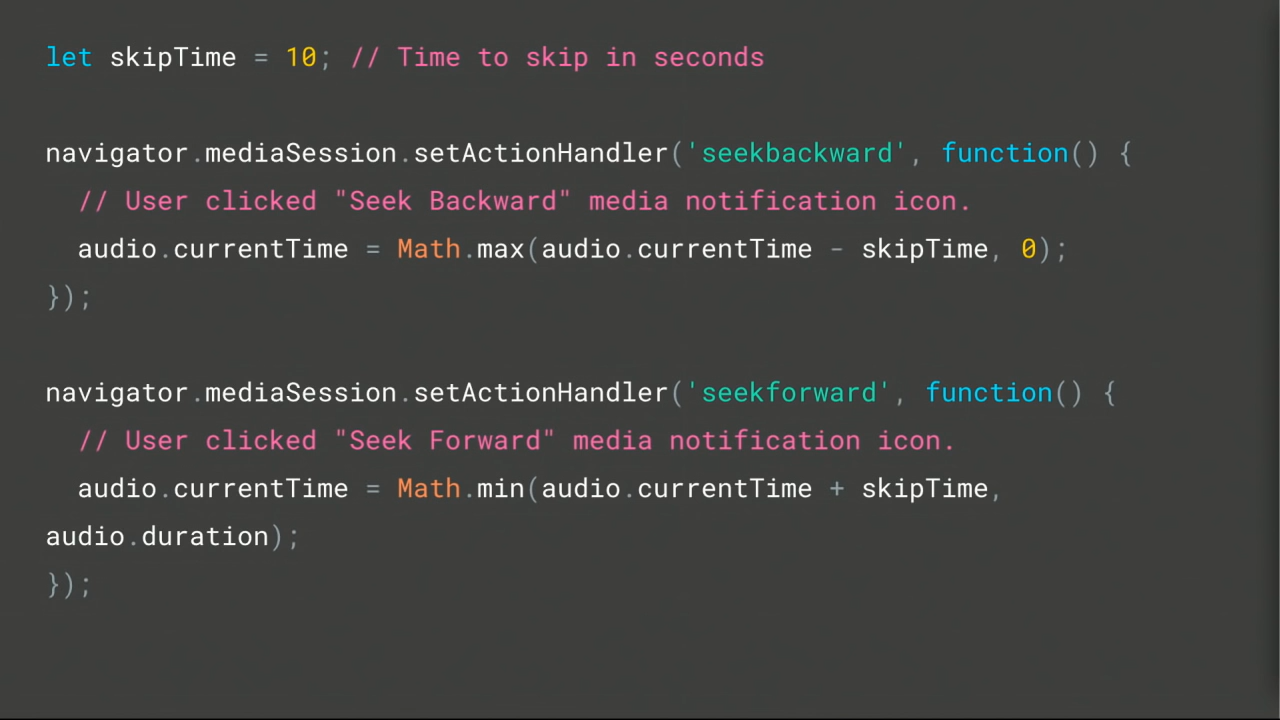 let skipTime = 10; // Time to skip in seconds
navigator.mediaSession.setActionHandler('seekbackward', function() {
  // User clicked "Seek Backward" media notification icon.
  audio.currentTime = Math.max(audio.currentTime - skipTime, 0);
});
navigator.mediaSession.setActionHandler('seekforward', function() {
  // User clicked "Seek Forward" media notification icon.
  audio.currentTime = Math.min(audio.currentTime + skipTime,
audio.duration);
});